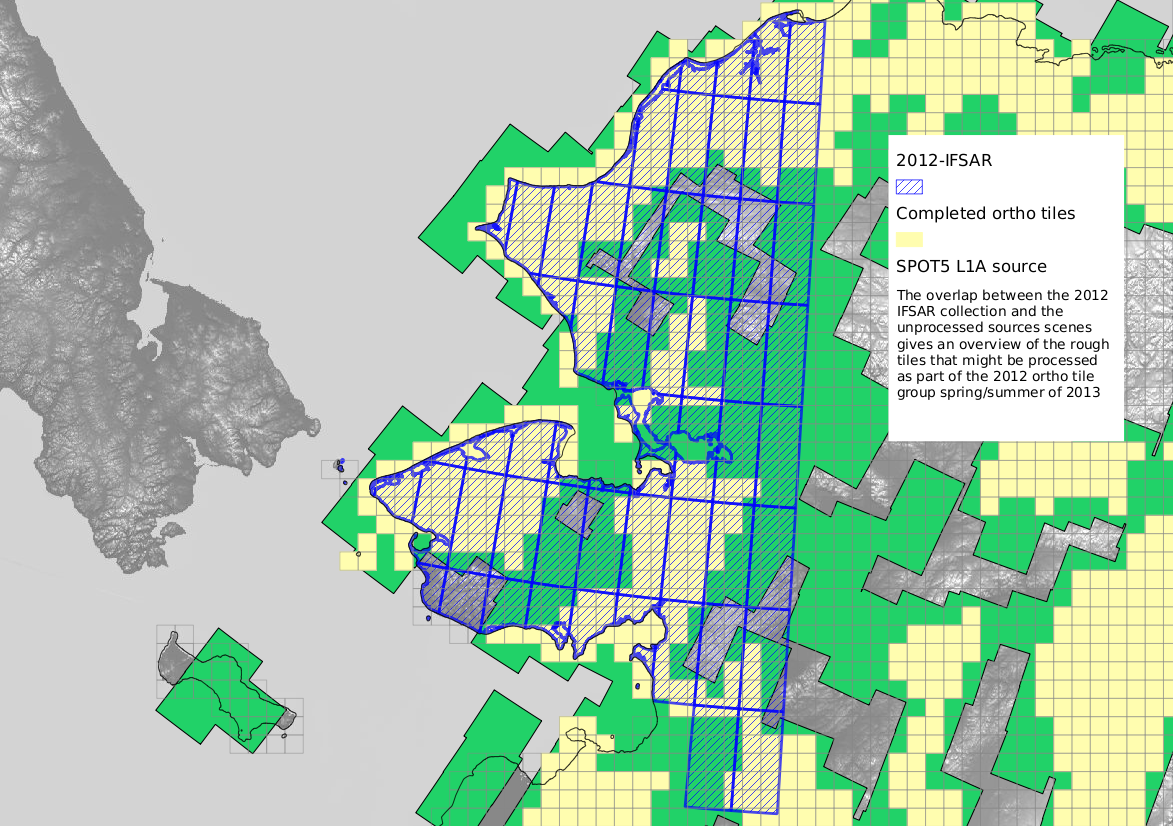 2012-IFSAR
Completed ortho tiles
SPOT5 L1A source
The overlap between the 2012
IFSAR collection and the
unprocessed sources scenes
gives an overview of the rough
tiles that might be processed
as part of the 2012 ortho tile
group spring/summer of 2013